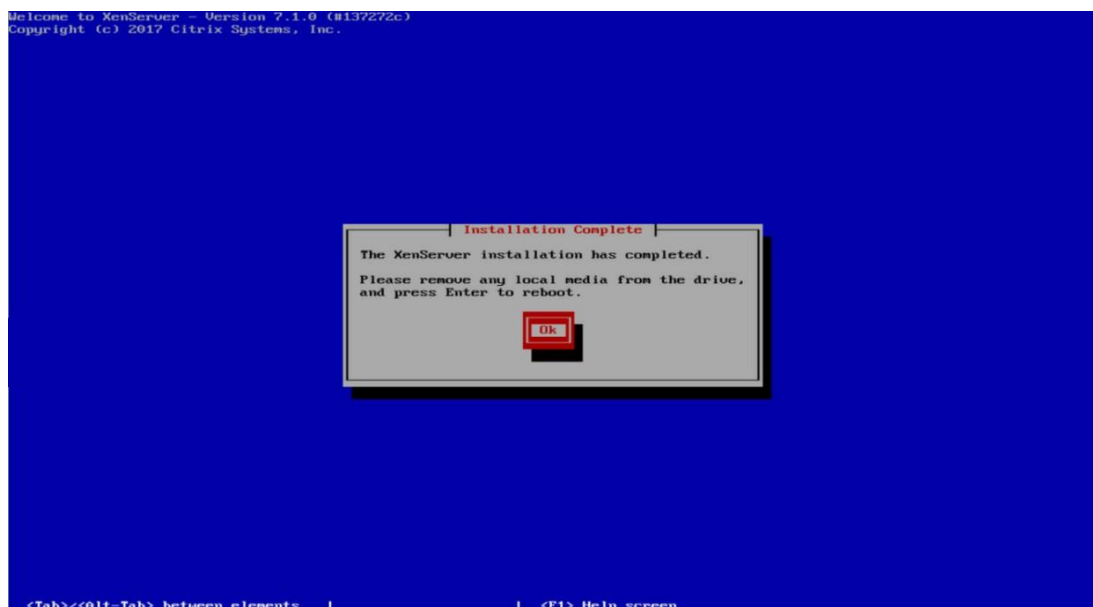 Welcome to XenServer - Version 7.1.0 (#137272c)
Copyright (c) 2017 Citrix Systems, Inc.
Installation Complete
The XenServer installation has completed.
Please remove any local media from the drive,
and press Enter to reboot.
Ok
<Tab>/<Alt-Tab> between elements | | <F1> Help screen